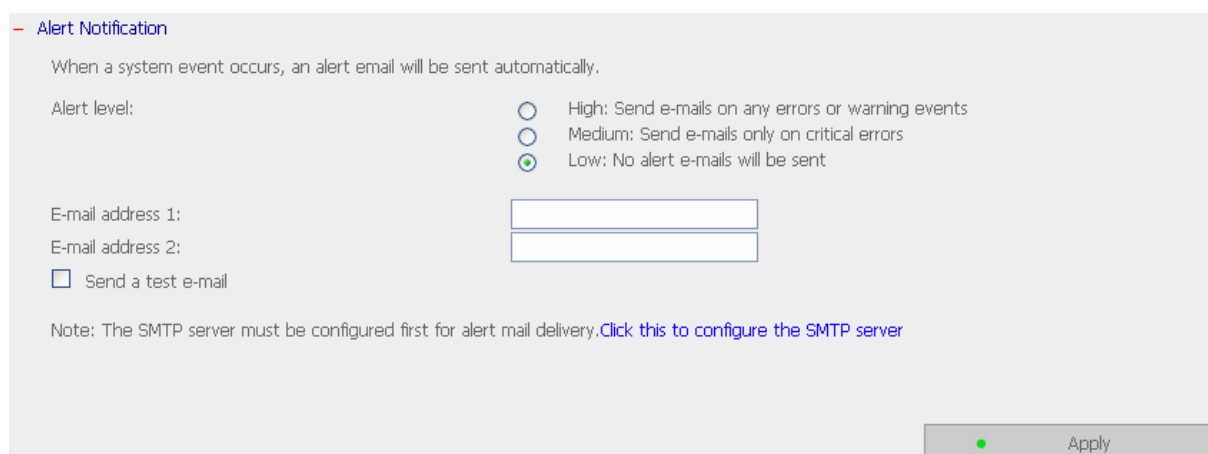 Alert Notification
When a system event occurs, an alert email will be sent automatically.
Alert level:
High: Send e-mails on any errors or warning events
Medium: Send e-mails only on critical errors
Low: No alert e-mails will be sent
E-mail address 1:
E-mail address 2:
Send a test e-mail
Note: The SMTP server must be configured first for alert mail delivery.Click this to configure the SMTP server
Apply